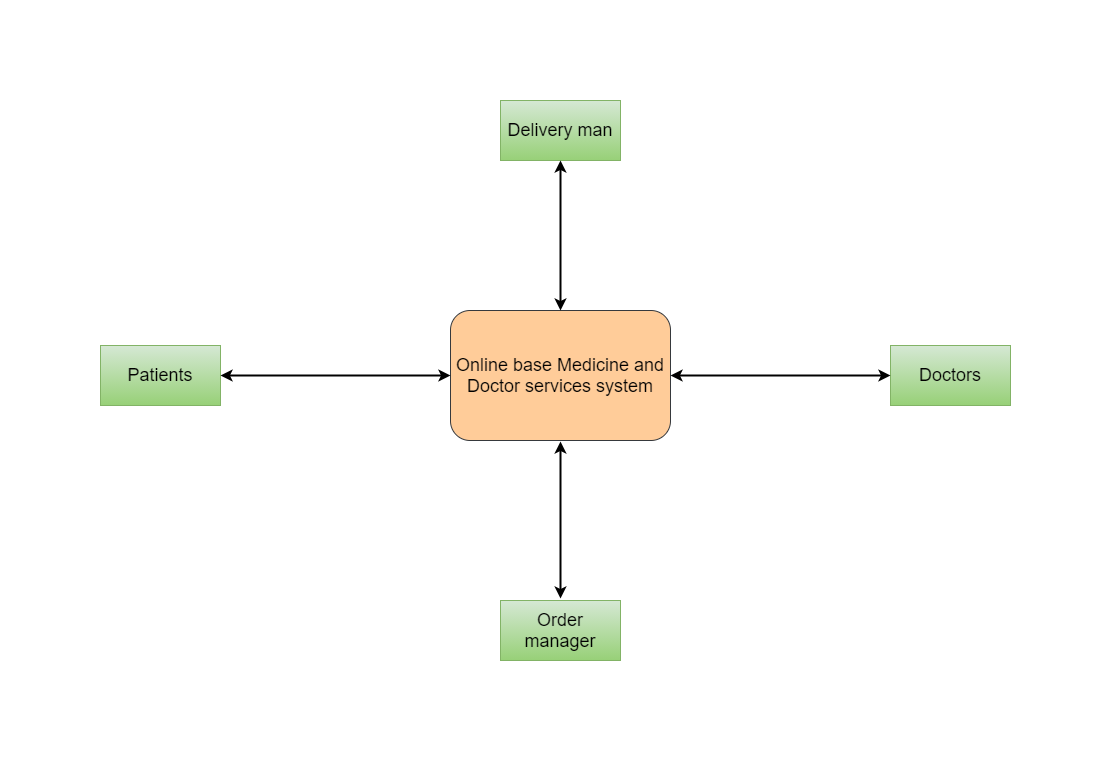 Delivery man
Patients
Online base Medicine and
Doctor services system
Doctors
Order
manager